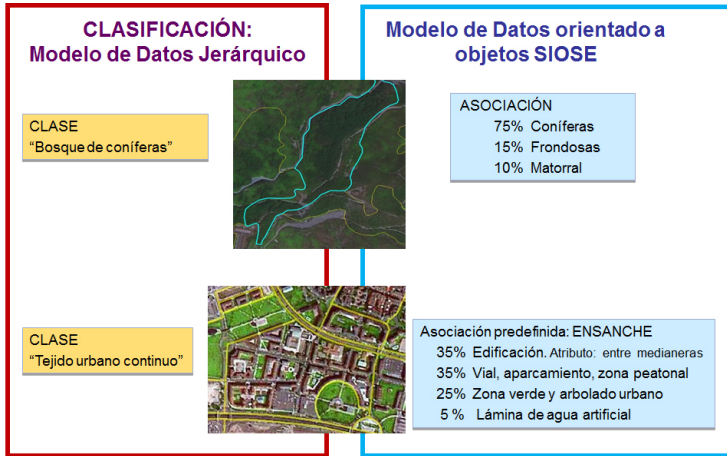 CLASIFICACIÓN:
Modelo de Datos Jerárquico
Modelo de Datos orientado a
objetos SIOSE
CLASE
“Bosque de coníferas”
ASOCIACIÓN
75% Coníferas
15% Frondosas
10% Matorral
CLASE
“Tejido urbano continuo”
Asociación predefinida: ENSANCHE
35% Edificación. Atributo: entre medianeras
35% Vial, aparcamiento, zona peatonal
25% Zona verde y arbolado urbano
5 % Lámina de agua artificial